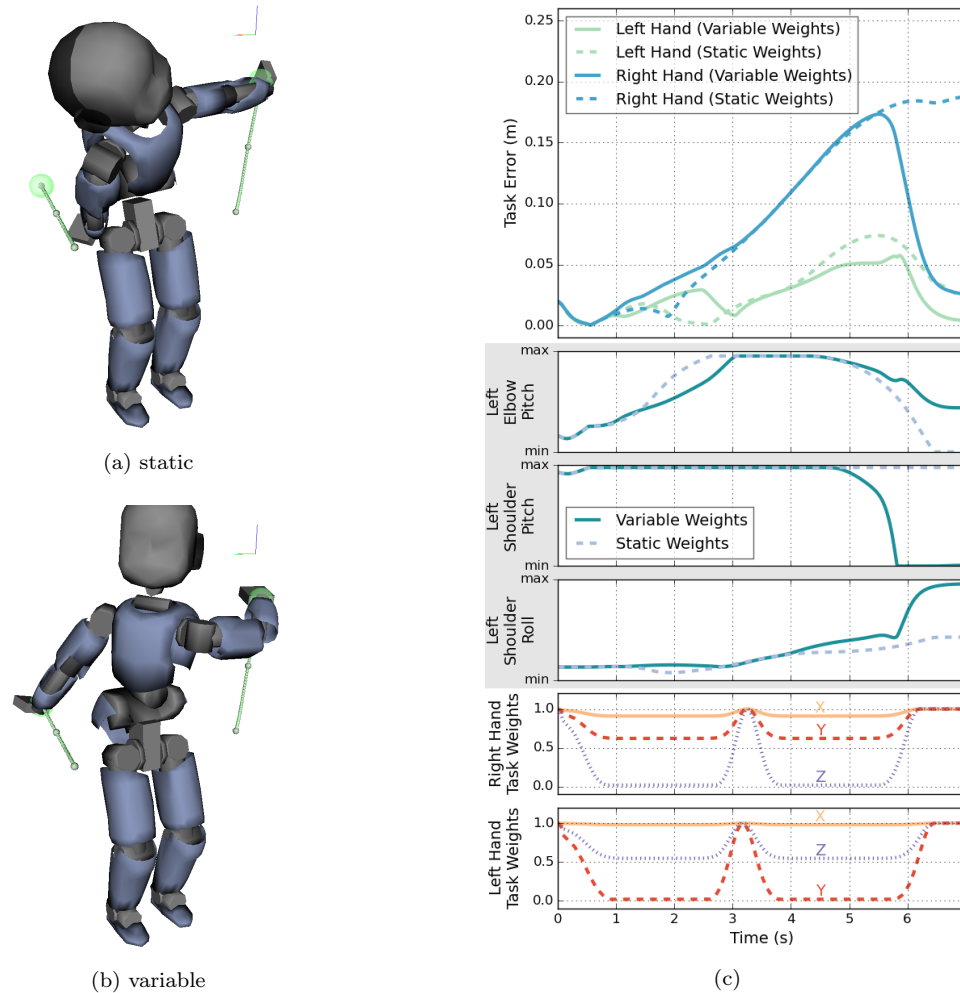 (a) static
(b) variable
0.25
0.20
0.15
0.10
0.05
0.00
Task Error (m)
Left Hand (Variable Weights)
Left Hand (Static Weights)
Right Hand (Variable Weights)
Right Hand (Static Weights)
max
min
Left
Elbow
Pitch
max
min
Left
Shoulder
Pitch
Variable Weights
Static Weights
max
min
Left
Shoulder
Roll
1.0
0.5
0.0
Right Hand
Task Weights
X
Y
Z
1.0
0.5
0.0
Left Hand
Task Weights
X
Z
Y
0 1 2 3 4 5 6
Time (s)
(c)